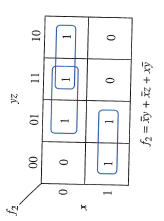 yz
f₂ 00 01 11 10
0 0 1 1 1
x
1 1 1 0 0
f₂ = x̄y + x̄z + xȳ